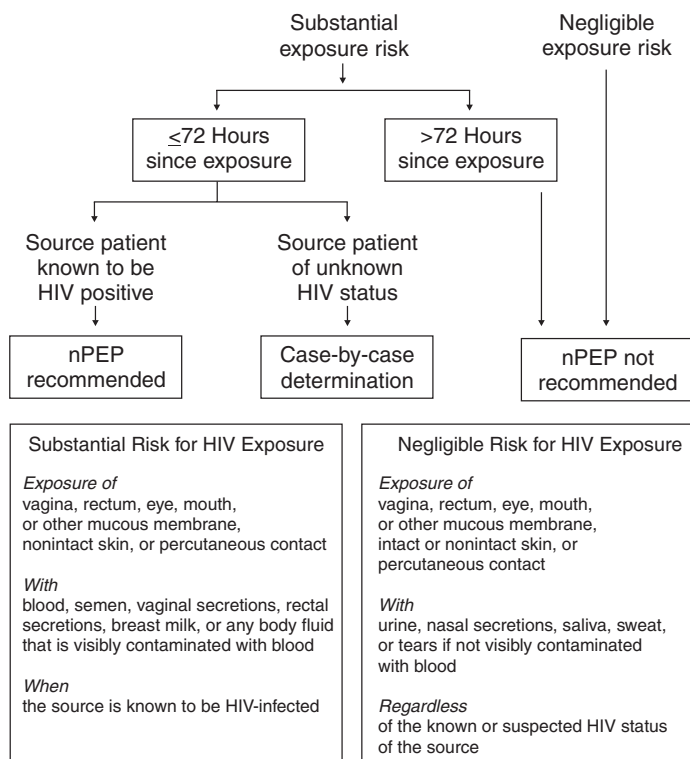 Substantial
exposure risk
Negligible
exposure risk
≤72 Hours
since exposure
>72 Hours
since exposure
Source patient
known to be
HIV positive
Source patient
of unknown
HIV status
nPEP
recommended
Case-by-case
determination
nPEP not
recommended
Substantial Risk for HIV Exposure
Exposure of
vagina, rectum, eye, mouth,
or other mucous membrane,
nonintact skin, or percutaneous contact
With
blood, semen, vaginal secretions, rectal
secretions, breast milk, or any body fluid
that is visibly contaminated with blood
When
the source is known to be HIV-infected
Negligible Risk for HIV Exposure
Exposure of
vagina, rectum, eye, mouth,
or other mucous membrane,
intact or nonintact skin, or
percutaneous contact
With
urine, nasal secretions, saliva, sweat,
or tears if not visibly contaminated
with blood
Regardless
of the known or suspected HIV status
of the source